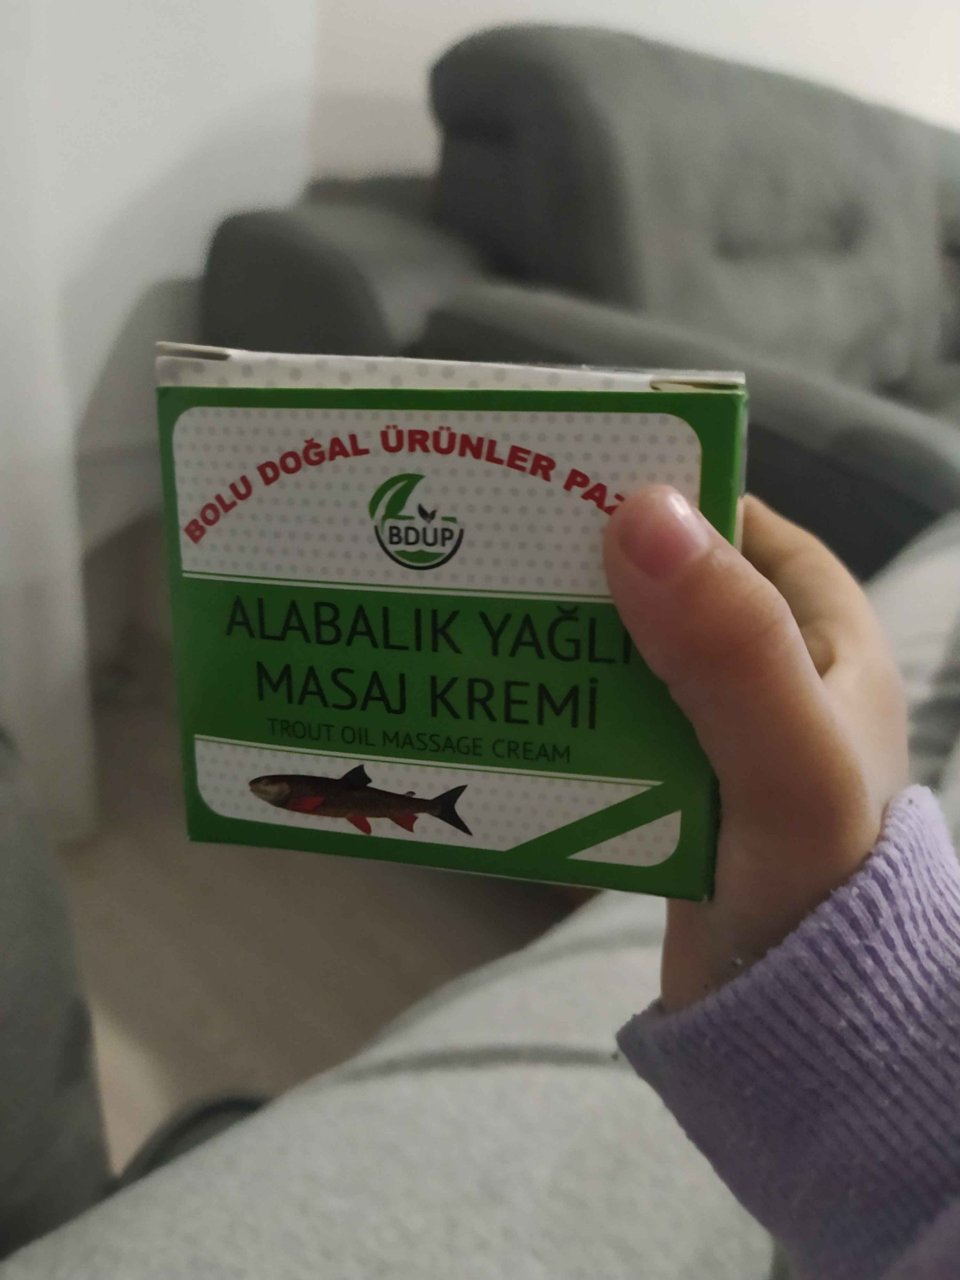 BOLU DOĞAL ÜRÜNLER
BDUP
ALABALIK YAĞLI
MASAJ KREMİ
TROUT OIL MASSAGE CREAM